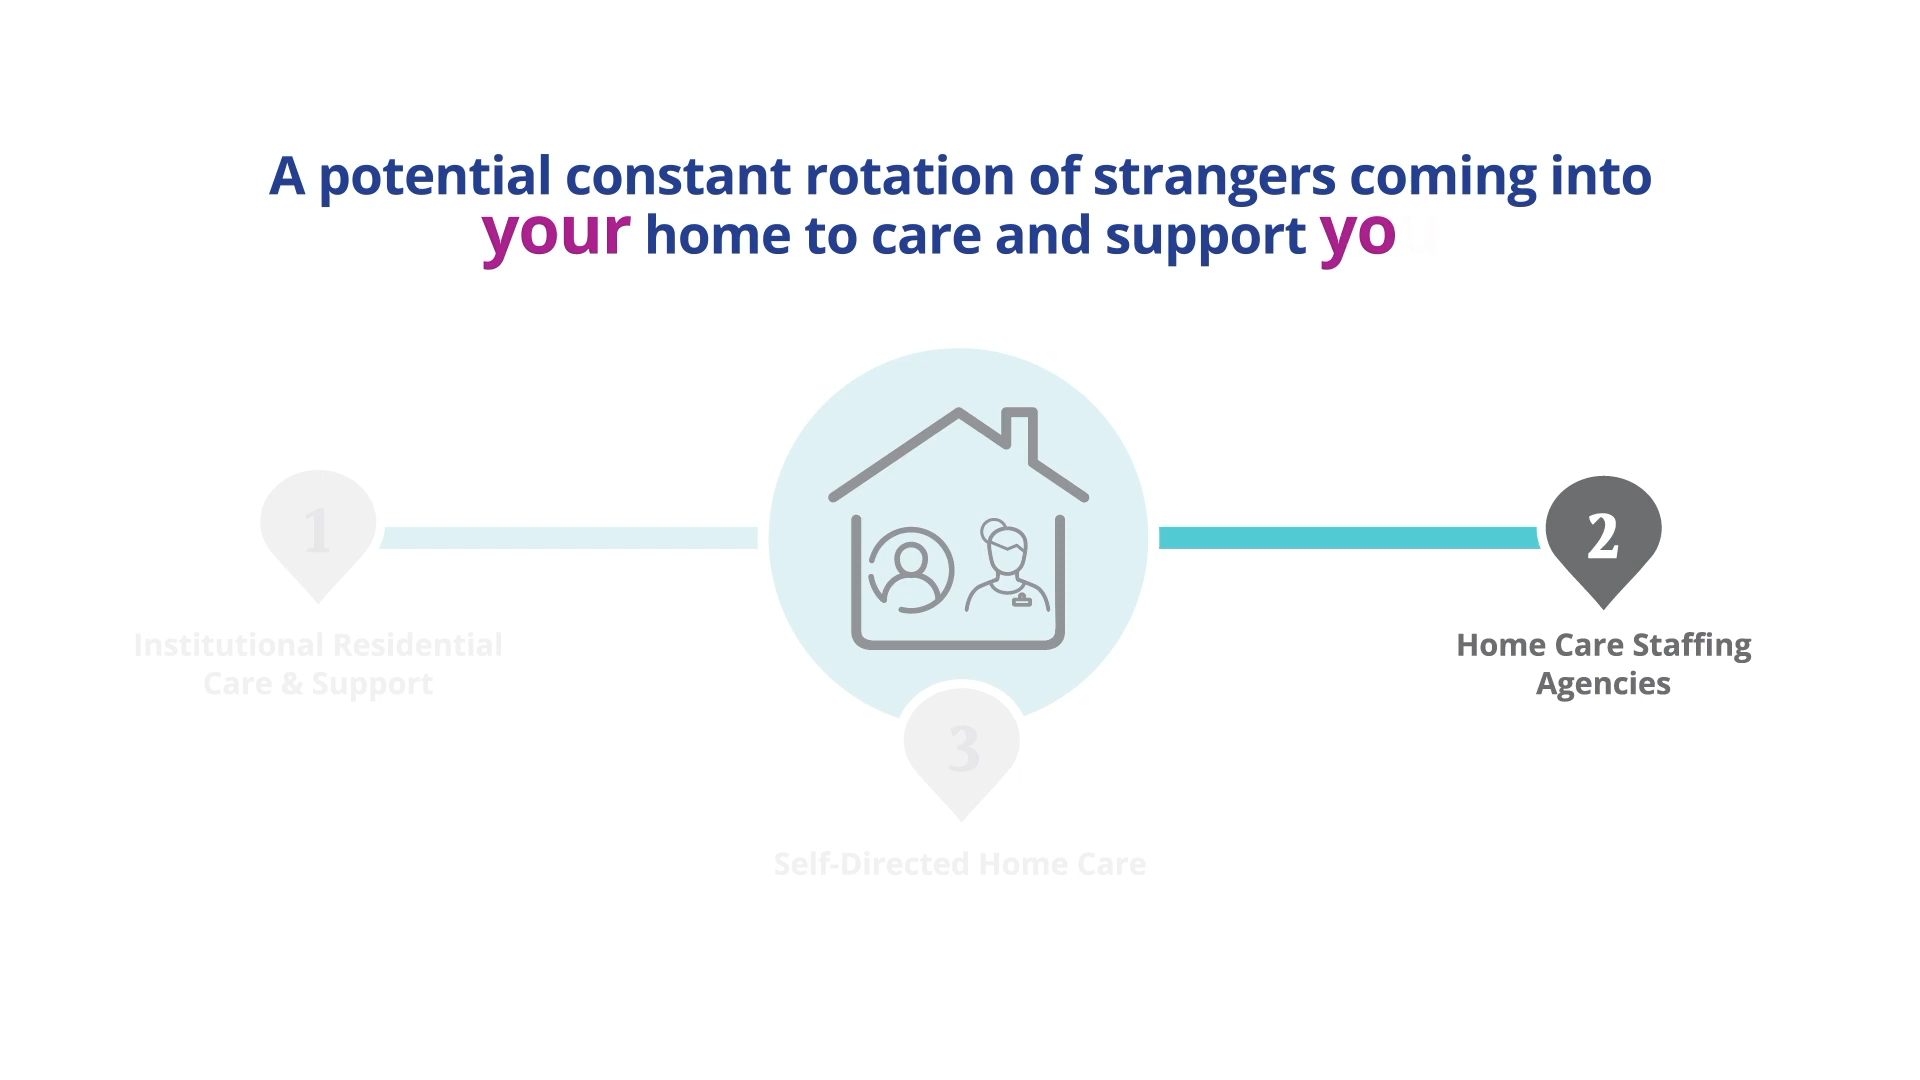 A potential constant rotation of strangers coming into
your home to care and support you
1
2
Institutional Residential
Care & Support
Home Care Staffing
Agencies
3
Self-Directed Home Care